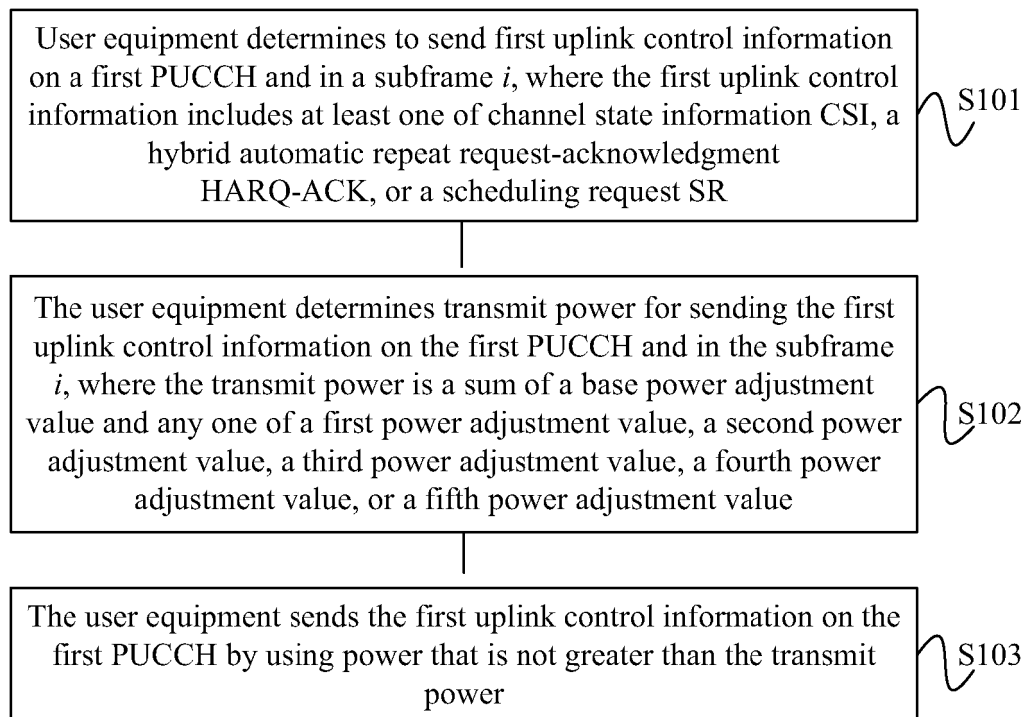 User equipment determines to send first uplink control information
on a first PUCCH and in a subframe i, where the first uplink control
information includes at least one of channel state information CSI, a
hybrid automatic repeat request-acknowledgment
HARQ-ACK, or a scheduling request SR
S101
The user equipment determines transmit power for sending the first
uplink control information on the first PUCCH and in the subframe
i, where the transmit power is a sum of a base power adjustment
value and any one of a first power adjustment value, a second power
adjustment value, a third power adjustment value, a fourth power
adjustment value, or a fifth power adjustment value
S102
The user equipment sends the first uplink control information on the
first PUCCH by using power that is not greater than the transmit
power
S103